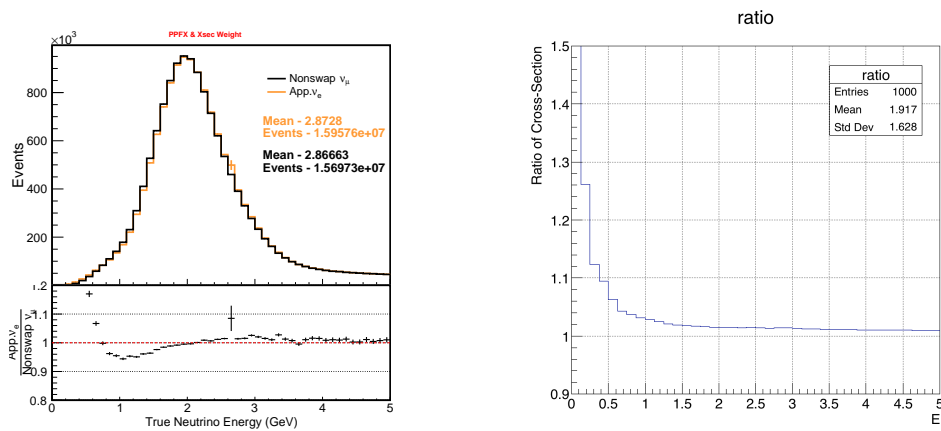 PPFX & Xsec Weight
×10³
800
600
400
200
Events
Nonswap νμ
App.νe
Mean - 2.8728
Events - 1.59576e+07
Mean - 2.86663
Events - 1.56973e+07
1.1
1
0.9
0.8
App.νe
Nonswap ν
0 1 2 3 4 5
True Neutrino Energy (GeV)
ratio
Ratio of Cross-Section
1.5
1.4
1.3
1.2
1.1
1
0.9
ratio
Entries 1000
Mean 1.917
Std Dev 1.628
0 0.5 1 1.5 2 2.5 3 3.5 4 4.5 5
E